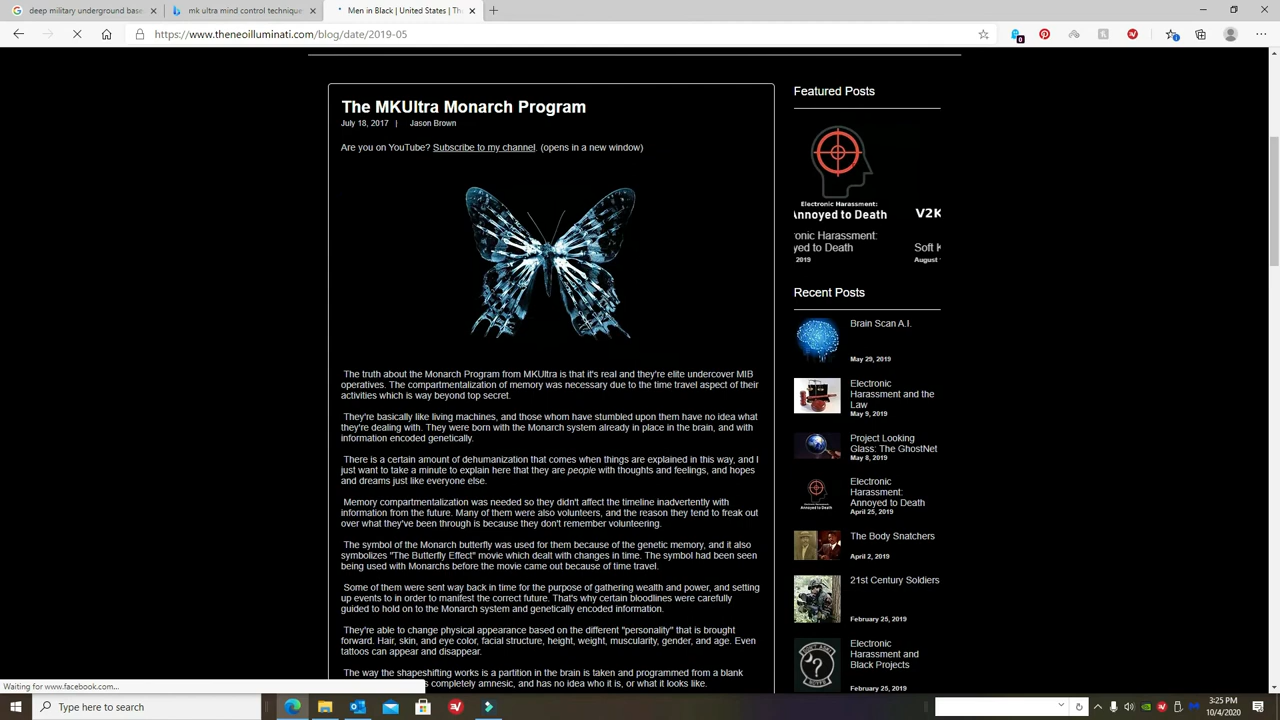 deep military underground base
mk ultra mind control technique
Men in Black | United States | Th
https://www.theneoilluminati.com/blog/date/2019-05
The MKUltra Monarch Program
July 18, 2017 | Jason Brown
Are you on YouTube? Subscribe to my channel. (opens in a new window)
The truth about the Monarch Program from MKUltra is that it's real and they're elite undercover MIB
operatives. The compartmentalization of memory was necessary due to the time travel aspect of their
activities which is way beyond top secret.
They're basically like living machines, and those whom have stumbled upon them have no idea what
they're dealing with. They were born with the Monarch system already in place in the brain, and with
information encoded genetically.
There is a certain amount of dehumanization that comes when things are explained in this way, and I
just want to take a minute to explain here that they are people with thoughts and feelings, and hopes
and dreams just like everyone else.
Memory compartmentalization was needed so they didn't affect the timeline inadvertently with
information from the future. Many of them were also volunteers, and the reason they tend to freak out
over what they've been through is because they don't remember volunteering.
The symbol of the Monarch butterfly was used for them because of the genetic memory, and it also
symbolizes "The Butterfly Effect" movie which dealt with changes in time. The symbol had been seen
being used with Monarchs before the movie came out because of time travel.
Some of them were sent way back in time for the purpose of gathering wealth and power, and setting
up events to in order to manifest the correct future. That's why certain bloodlines were carefully
guided to hold on to the Monarch system and genetically encoded information.
They're able to change physical appearance based on the different "personality" that is brought
forward. Hair, skin, and eye color, facial structure, height, weight, muscularity, gender, and age. Even
tattoos can appear and disappear.
The way the shapeshifting works is a partition in the brain is taken and programmed from a blank
s completely amnesic, and has no idea who it is, or what it looks like.
Featured Posts
Electronic Harassment:
Annoyed to Death
V2K
ronic Harassment:
yed to Death
2019
Soft K
August
Recent Posts
Brain Scan A.I.
May 29, 2019
Electronic
Harassment and the
Law
May 9, 2019
Project Looking
Glass: The GhostNet
May 8, 2019
Electronic
Harassment:
Annoyed to Death
April 25, 2019
The Body Snatchers
April 2, 2019
21st Century Soldiers
February 25, 2019
Electronic
Harassment and
Black Projects
February 25, 2019
Waiting for www.facebook.com...
Type here to search
3:25 PM
10/4/2020